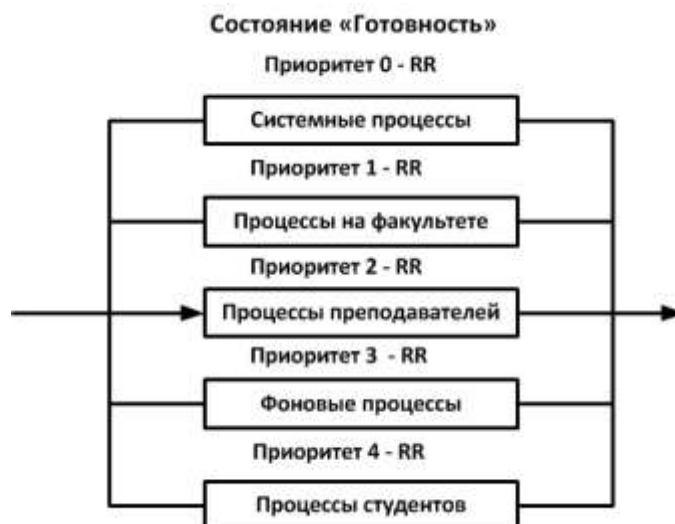 Состояние «Готовность»
Приоритет 0 - RR
Системные процессы
Приоритет 1 - RR
Процессы на факультете
Приоритет 2 - RR
Процессы преподавателей
Приоритет 3 - RR
Фоновые процессы
Приоритет 4 - RR
Процессы студентов